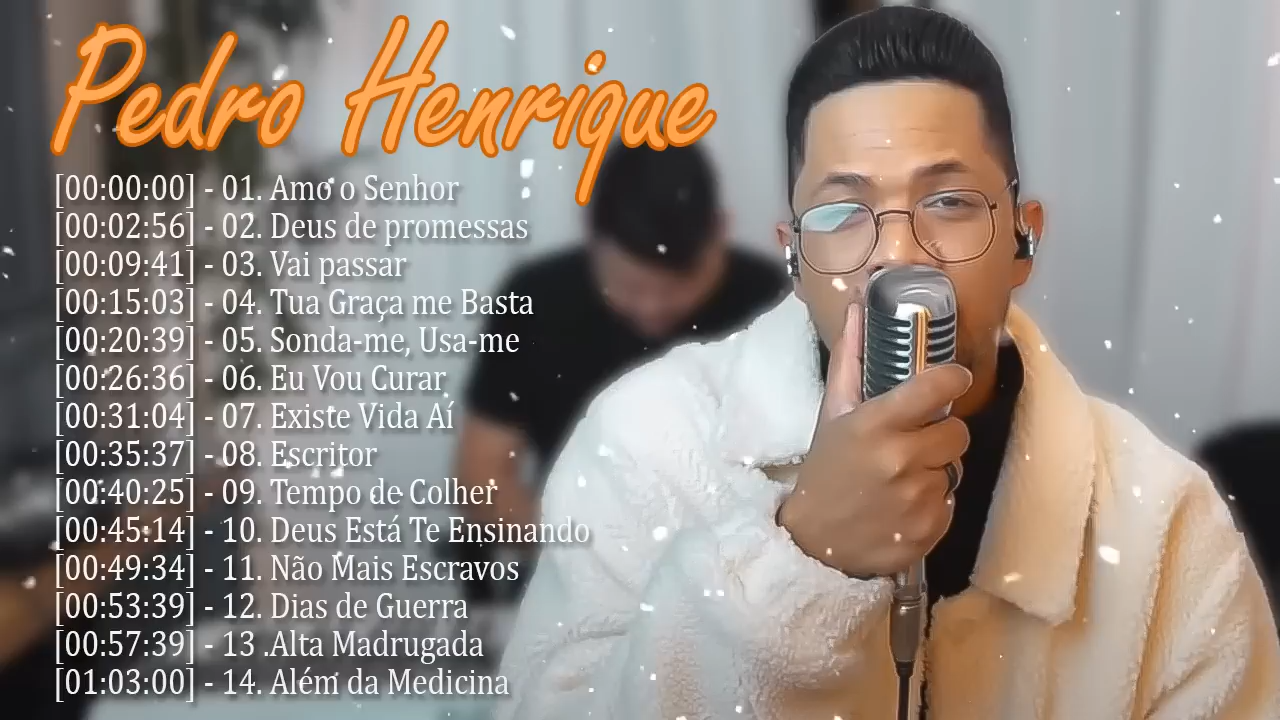 Pedro Henrique
[00:00:00] - 01. Amo o Senhor
[00:02:56] - 02. Deus de promessas
[00:09:41] - 03. Vai passar
[00:15:03] - 04. Tua Graça me Basta
[00:20:39] - 05. Sonda-me, Usa-me
[00:26:36] - 06. Eu Vou Curar
[00:31:04] - 07. Existe Vida Aí
[00:35:37] - 08. Escritor
[00:40:25] - 09. Tempo de Colher
[00:45:14] - 10. Deus Está Te Ensinando
[00:49:34] - 11. Não Mais Escravos
[00:53:39] - 12. Dias de Guerra
[00:57:39] - 13 .Alta Madrugada
[01:03:00] - 14. Além da Medicina